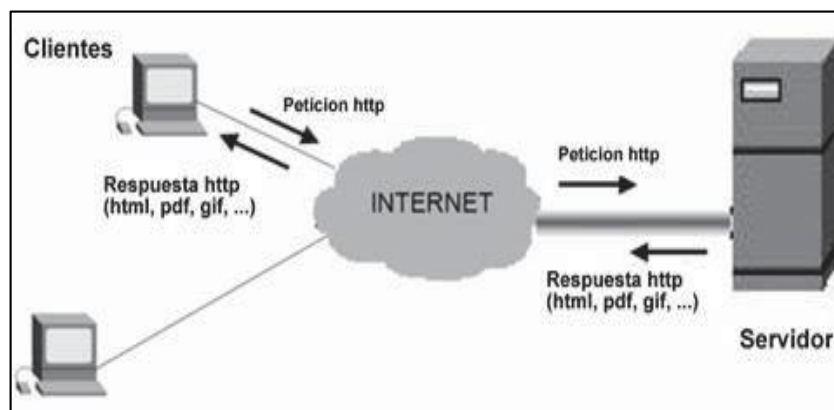 Clientes
Peticion http
Respuesta http
(html, pdf, gif, ...)
INTERNET
Peticion http
Respuesta http
(html, pdf, gif, ...)
Servidor